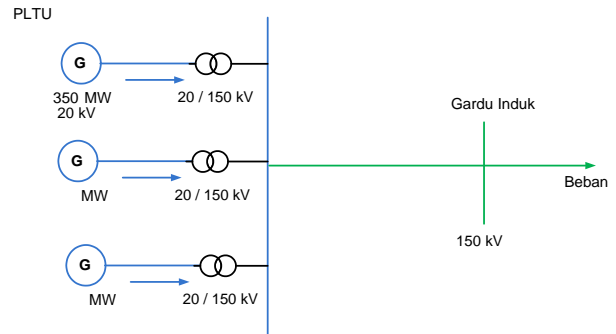 PLTU
G
350 MW
20 kV
20 / 150 kV
Gardu Induk
G
MW
20 / 150 kV
Beban
150 kV
G
MW
20 / 150 kV